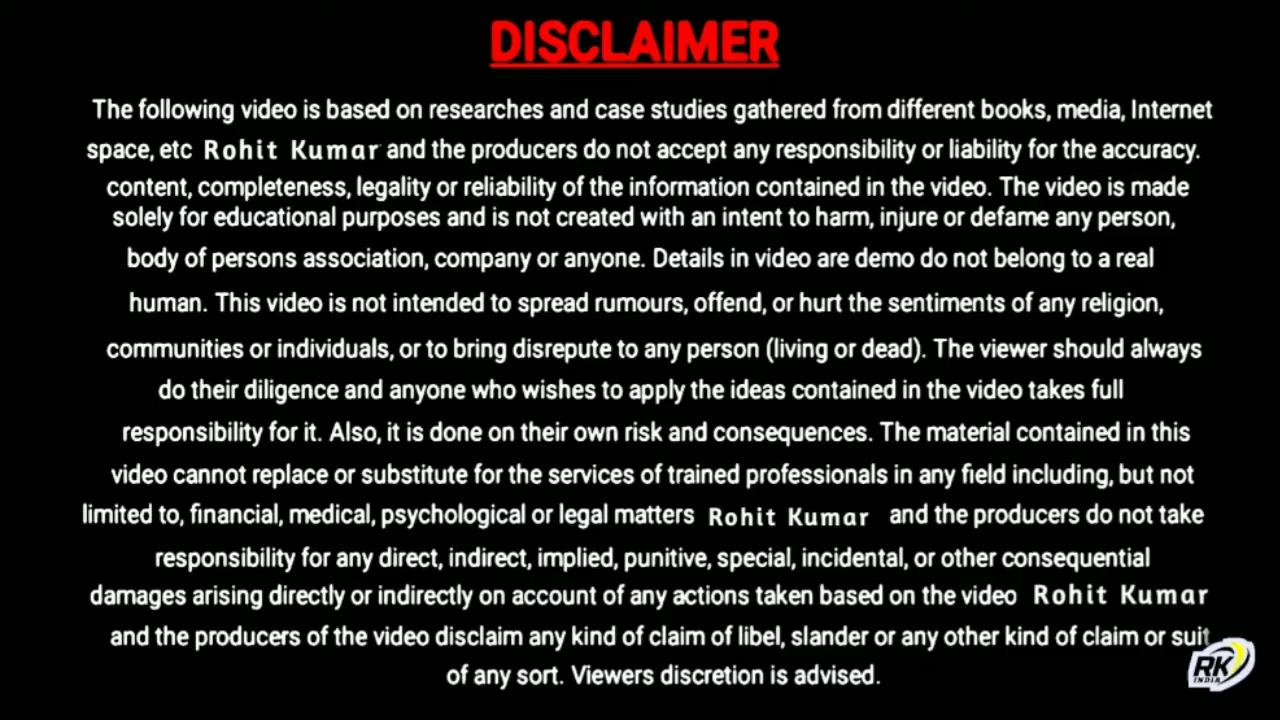 DISCLAIMER
The following video is based on researches and case studies gathered from different books, media, Internet
space, etc Rohit Kumar and the producers do not accept any responsibility or liability for the accuracy.
content, completeness, legality or reliability of the information contained in the video. The video is made
solely for educational purposes and is not created with an intent to harm, injure or defame any person,
body of persons association, company or anyone. Details in video are demo do not belong to a real
human. This video is not intended to spread rumours, offend, or hurt the sentiments of any religion,
communities or individuals, or to bring disrepute to any person (living or dead). The viewer should always
do their diligence and anyone who wishes to apply the ideas contained in the video takes full
responsibility for it. Also, it is done on their own risk and consequences. The material contained in this
video cannot replace or substitute for the services of trained professionals in any field including, but not
limited to, financial, medical, psychological or legal matters Rohit Kumar and the producers do not take
responsibility for any direct, indirect, implied, punitive, special, incidental, or other consequential
damages arising directly or indirectly on account of any actions taken based on the video Rohit Kumar
and the producers of the video disclaim any kind of claim of libel, slander or any other kind of claim or suit
of any sort. Viewers discretion is advised.
RK
INDIA